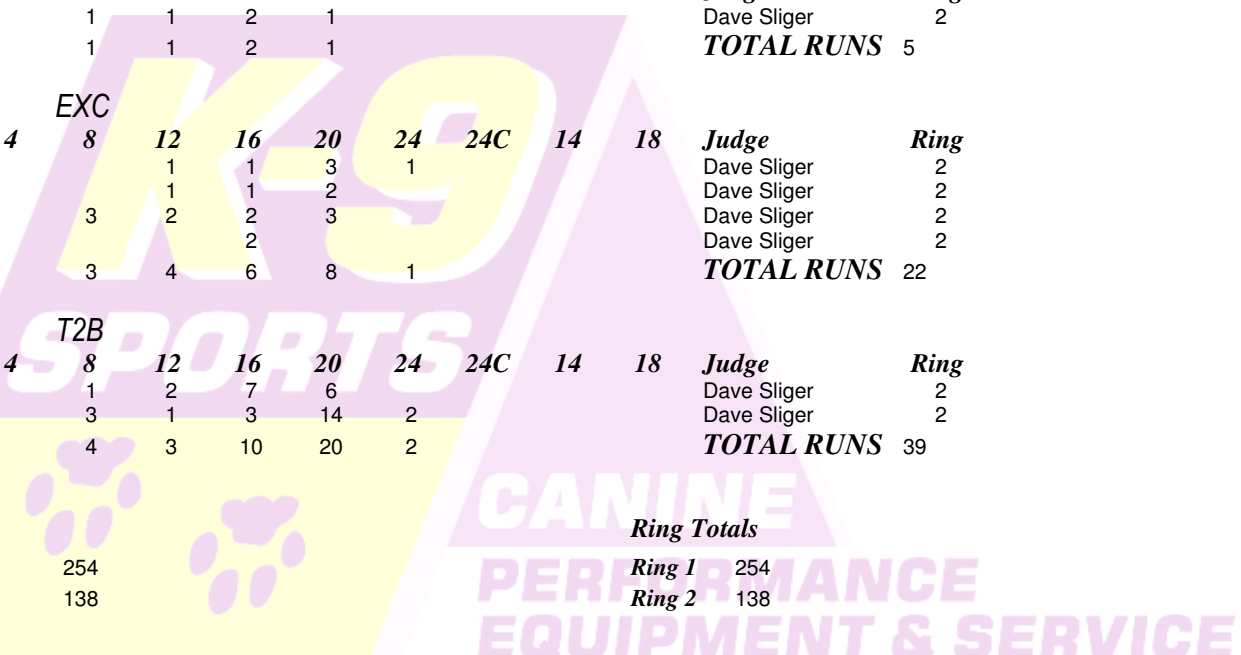 1 1 2 1 Dave Sliger 2
1 1 2 1 TOTAL RUNS 5
EXC
4 8 12 16 20 24 24C 14 18 Judge Ring
1 1 3 1 Dave Sliger 2
1 1 2 Dave Sliger 2
3 2 2 3 Dave Sliger 2
2 Dave Sliger 2
3 4 6 8 1 TOTAL RUNS 22
T2B
4 8 12 16 20 24 24C 14 18 Judge Ring
1 2 7 6 Dave Sliger 2
3 1 3 14 2 Dave Sliger 2
4 3 10 20 2 TOTAL RUNS 39
Ring Totals
254 Ring 1 254
138 Ring 2 138
K-9
SPORTS
CANINE
PERFORMANCE
EQUIPMENT & SERVICE